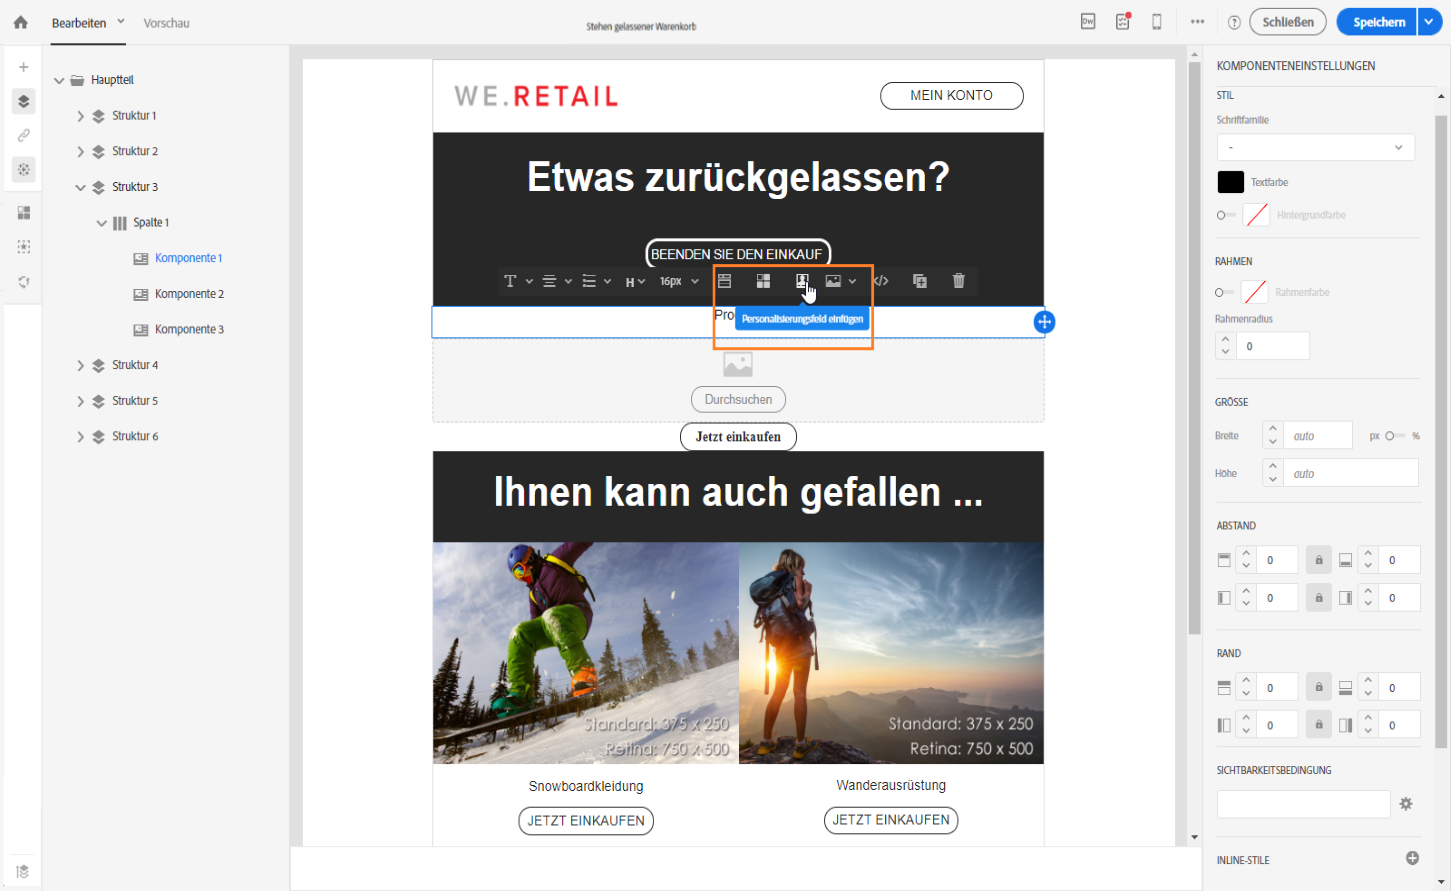 Bearbeiten
Vorschau
Stehen gelassener Warenkorb
Dw
Schließen
Speichern
Hauptteil
Struktur 1
Struktur 2
Struktur 3
Spalte 1
Komponente 1
Komponente 2
Komponente 3
Struktur 4
Struktur 5
Struktur 6
WE.RETAIL
MEIN KONTO
Etwas zurückgelassen?
BEENDEN SIE DEN EINKAUF
T
H
16px
</>
Pro
Personalisierungsfeld einfügen
Durchsuchen
Jetzt einkaufen
Ihnen kann auch gefallen ...
Standard: 375 x 250
Retina: 750 x 500
Standard: 375 x 250
Retina: 750 x 500
Snowboardkleidung
Wanderausrüstung
JETZT EINKAUFEN
JETZT EINKAUFEN
KOMPONENTENEINSTELLUNGEN
STIL
Schriftfamilie
-
Textfarbe
Hintergrundfarbe
RAHMEN
Rahmenfarbe
Rahmenradius
0
GRÖSSE
Breite auto px %
Höhe auto
ABSTAND
0 0
0 0
RAND
0 0
0 0
SICHTBARKEITSBEDINGUNG
INLINE-STILE